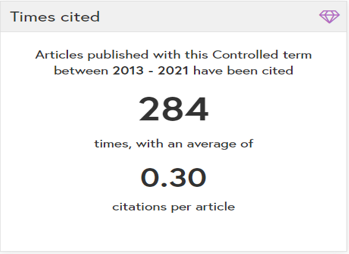 Times cited
Articles published with this Controlled term
between 2013 - 2021 have been cited
284
times, with an average of
0.30
citations per article